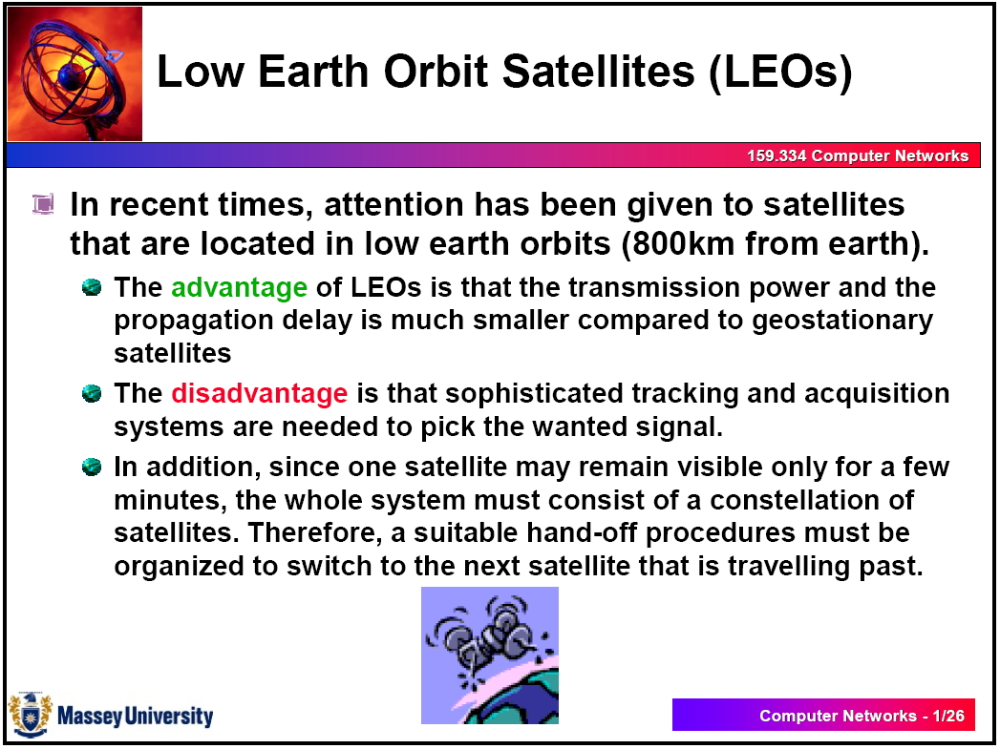 Low Earth Orbit Satellites (LEOs)
159.334 Computer Networks
In recent times, attention has been given to satellites
that are located in low earth orbits (800km from earth).
The advantage of LEOs is that the transmission power and the
propagation delay is much smaller compared to geostationary
satellites
The disadvantage is that sophisticated tracking and acquisition
systems are needed to pick the wanted signal.
In addition, since one satellite may remain visible only for a few
minutes, the whole system must consist of a constellation of
satellites. Therefore, a suitable hand-off procedures must be
organized to switch to the next satellite that is travelling past.
Massey University
Computer Networks - 1/26